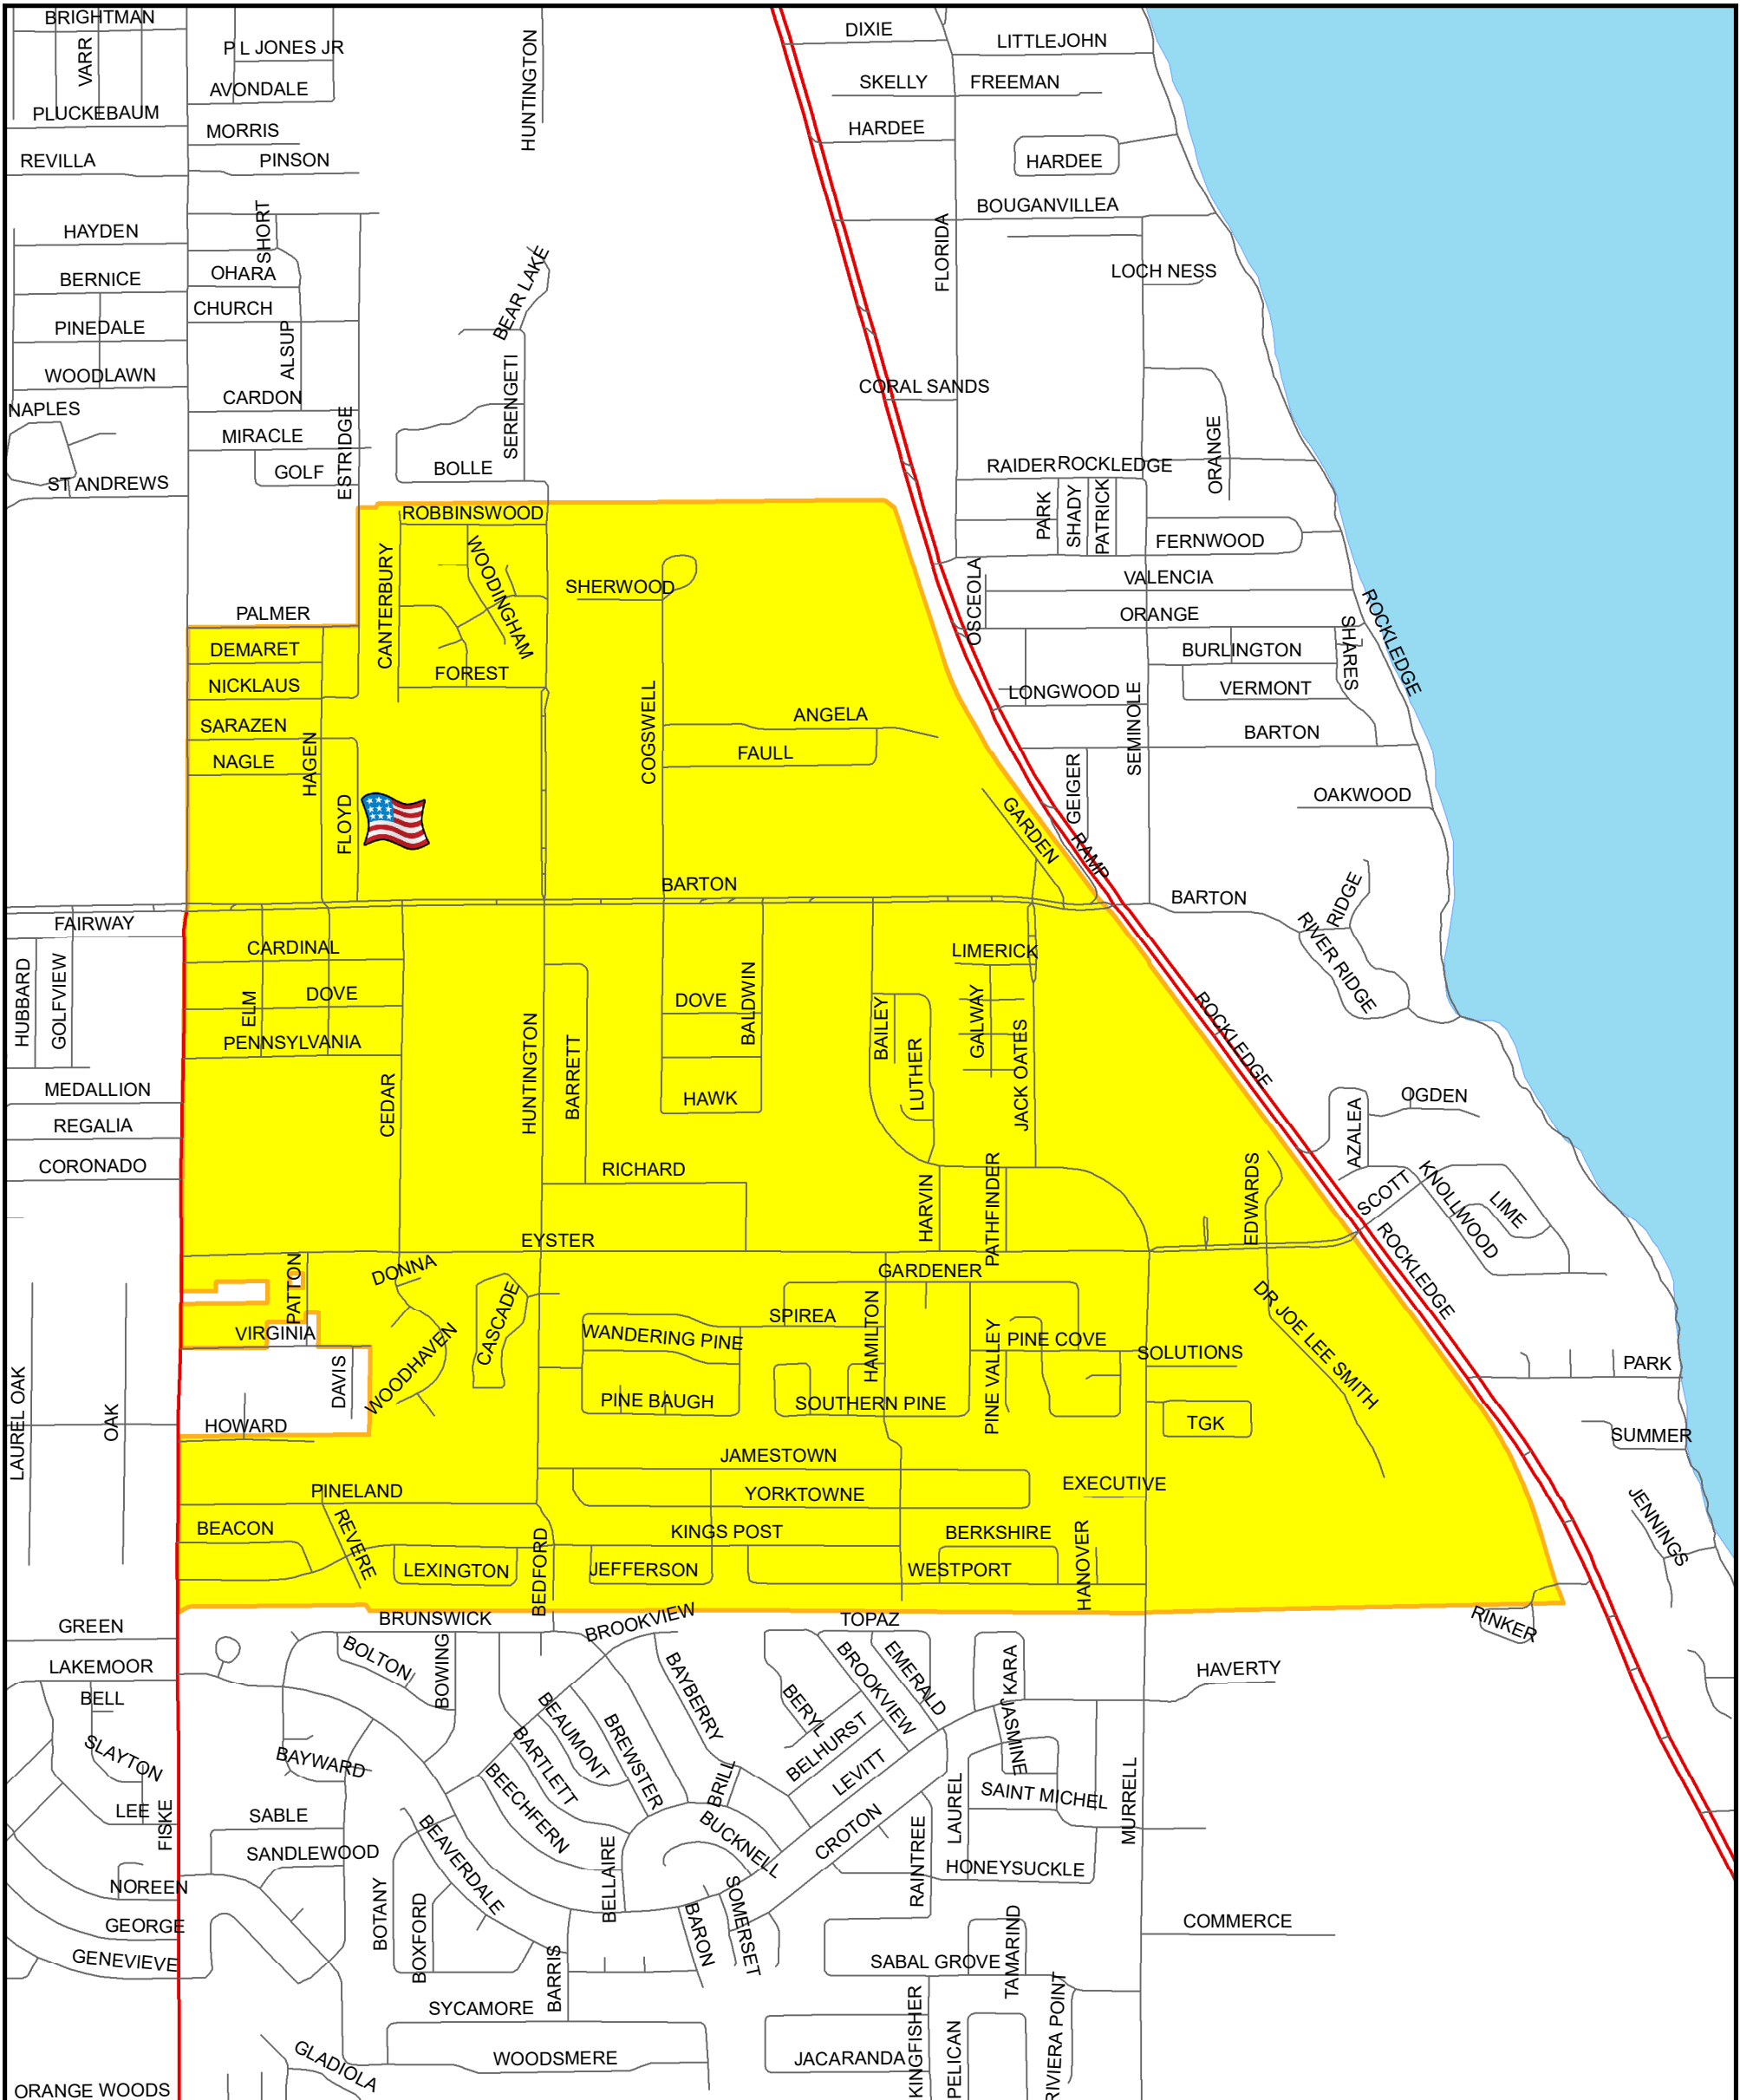 BRIGHTMAN
VARR
P L JONES JR
AVONDALE
PLUCKEBAUM
MORRIS
REVILLA
PINSON
HUNTINGTON
DIXIE
LITTLEJOHN
SKELLY
FREEMAN
HARDEE
HARDEE
BOUGANVILLEA
FLORIDA
LOCH NESS
HAYDEN
SHORT
BERNICE
OHARA
CHURCH
PINEDALE
ALSUP
WOODLAWN
CARDON
NAPLES
MIRACLE
ESTRIDGE
GOLF
ST ANDREWS
BEAR LAKE
SERENGETI
BOLLE
CORAL SANDS
ORANGE
RAIDER
ROCKLEDGE
PARK
SHADY
PATRICK
FERNWOOD
VALENCIA
OSCEOLA
ORANGE
ROCKLEDGE
SHARES
BURLINGTON
VERMONT
LONGWOOD
SEMINOLE
BARTON
GEIGER
OAKWOOD
ROBBINSWOOD
CANTERBURY
WOODINGHAM
SHERWOOD
FOREST
PALMER
DEMARET
NICKLAUS
SARAZEN
NAGLE
HAGEN
FLOYD
COGSWELL
ANGELA
FAULL
GARDEN
RAMP
BARTON
BARTON
RIDGE
RIVER RIDGE
FAIRWAY
HUBBARD
GOLFVIEW
CARDINAL
ELM
DOVE
PENNSYLVANIA
MEDALLION
REGALIA
CORONADO
CEDAR
HUNTINGTON
BARRETT
DOVE
BALDWIN
HAWK
BAILEY
LUTHER
LIMERICK
GALWAY
JACK OATES
ROCKLEDGE
OGDEN
AZALEA
SCOTT
KNOLLWOOD
LIME
ROCKLEDGE
RICHARD
HARVIN
PATHFINDER
EDWARDS
EYSTER
PATTON
DONNA
GARDENER
CASCADE
SPIREA
HAMILTON
WANDERING PINE
VIRGINIA
DAVIS
WOODHAVEN
PINE VALLEY
PINE COVE
SOLUTIONS
DR JOE LEE SMITH
PARK
LAUREL OAK
OAK
HOWARD
PINE BAUGH
SOUTHERN PINE
TGK
SUMMER
JAMESTOWN
PINELAND
YORKTOWNE
EXECUTIVE
JENNINGS
BEACON
REVERE
KINGS POST
BERKSHIRE
HANOVER
LEXINGTON
BEDFORD
JEFFERSON
WESTPORT
GREEN
BRUNSWICK
BROOKVIEW
TOPAZ
RINKER
LAKEMOOR
BOLTON
BOWING
BAYBERRY
BROOKVIEW
EMERALD
KARA
HAVERTY
BELL
BERYL
SLAYTON
BAYWARD
BEAUMONT
BREWSTER
BARTLETT
BELHURST
JASMINE
LEVITT
BRILL
BEECHFERN
LEE
FISKE
SABLE
SAINT MICHEL
LAUREL
MURRELL
BUCKNELL
CROTON
SANDLEWOOD
BEAVERDALE
BELLAIRE
RAINTREE
HONEYSUCKLE
NOREEN
BOTANY
BOXFORD
SOMERSET
BARON
GEORGE
COMMERCE
TAMARIND
GENEVIEVE
BARRIS
SABAL GROVE
SYCAMORE
KINGFISHER
PELICAN
RIVIERA POINT
GLADIOLA
WOODSMERE
JACARANDA
ORANGE WOODS